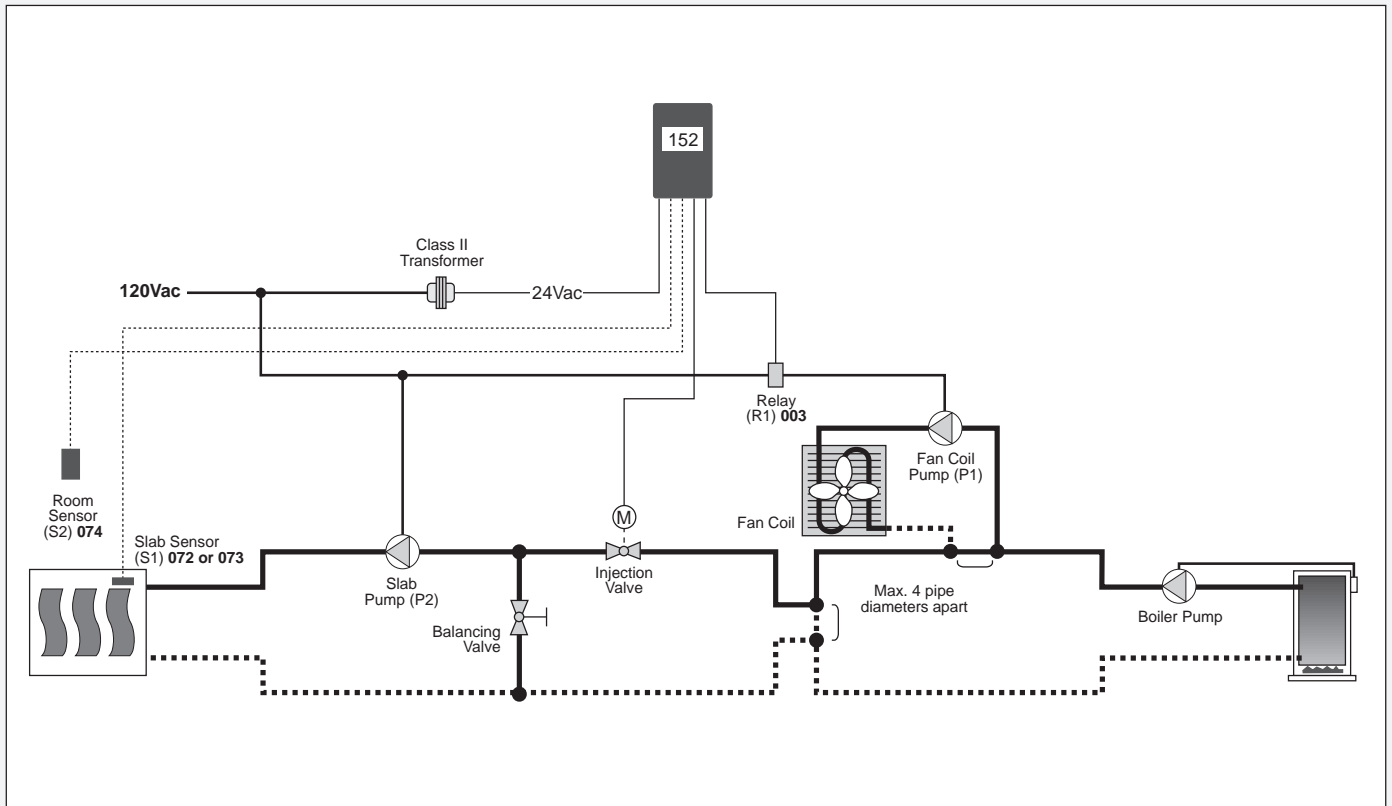 152
Class II
Transformer
120Vac
24Vac
Relay
(R1) 003
Fan Coil
Pump (P1)
Fan Coil
Room
Sensor
(S2) 074
M
Slab Sensor
(S1) 072 or 073
Slab
Pump (P2)
Injection
Valve
Max. 4 pipe
diameters apart
Boiler Pump
Balancing
Valve